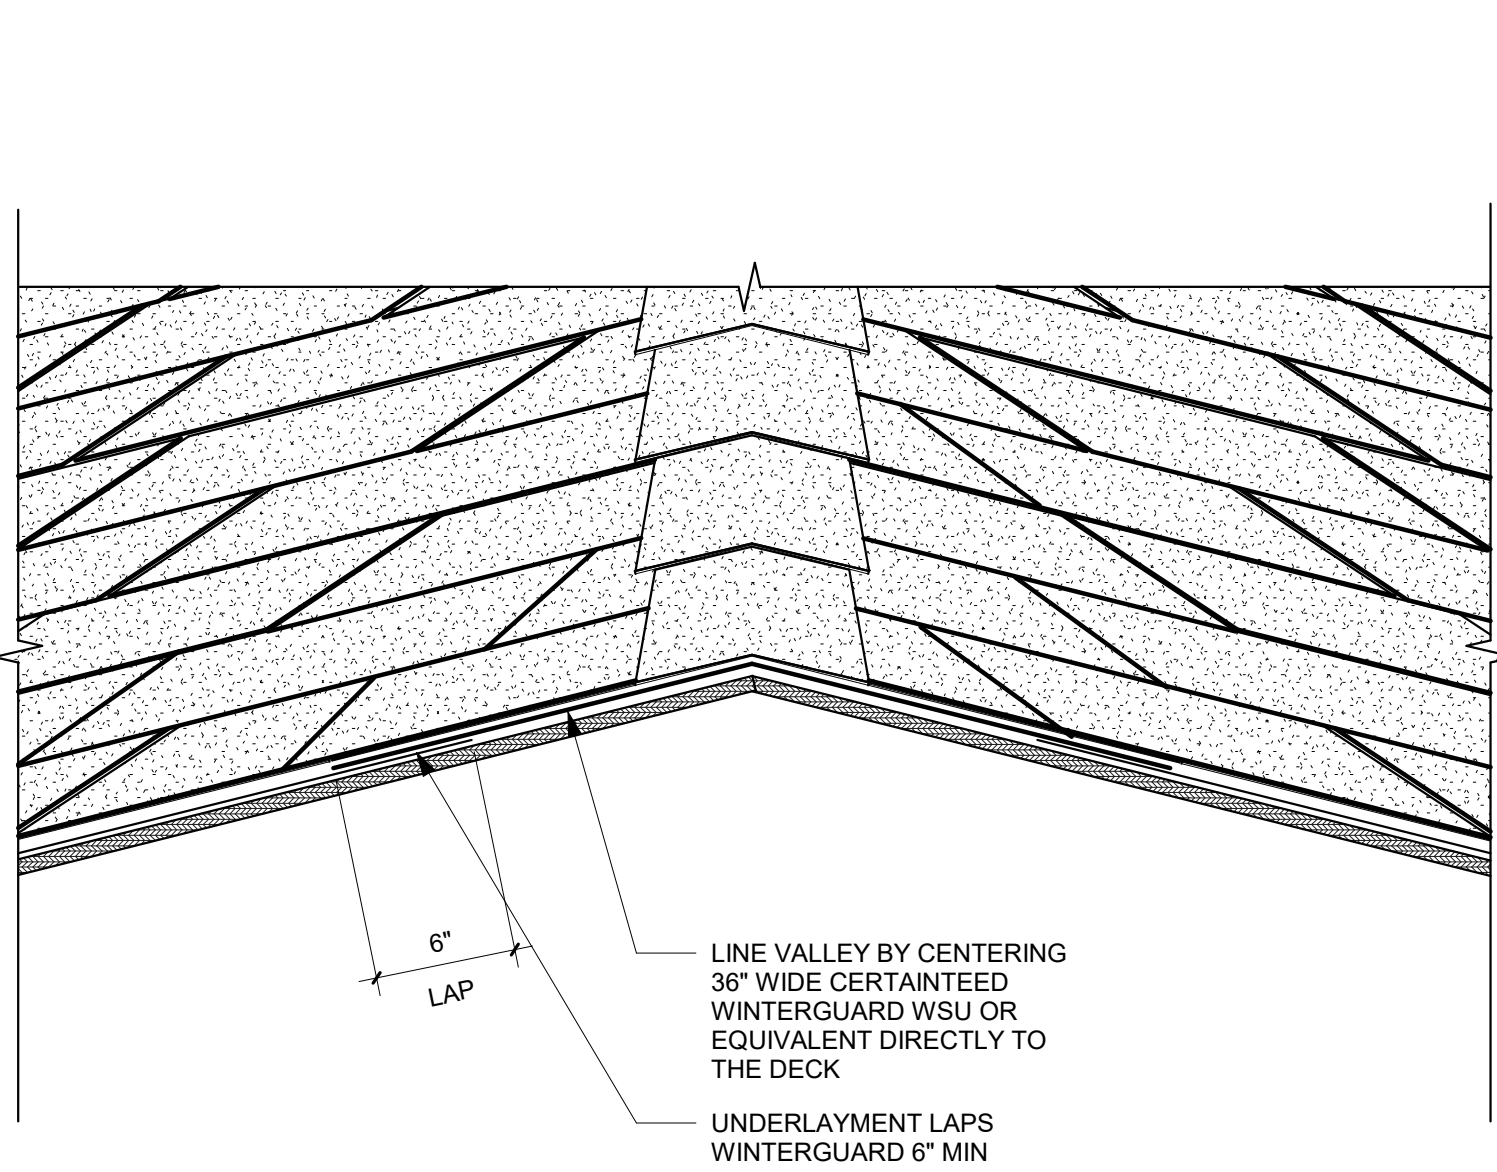 6"
LAP
LINE VALLEY BY CENTERING
36" WIDE CERTAINTEED
WINTERGUARD WSU OR
EQUIVALENT DIRECTLY TO
THE DECK
UNDERLAYMENT LAPS
WINTERGUARD 6" MIN